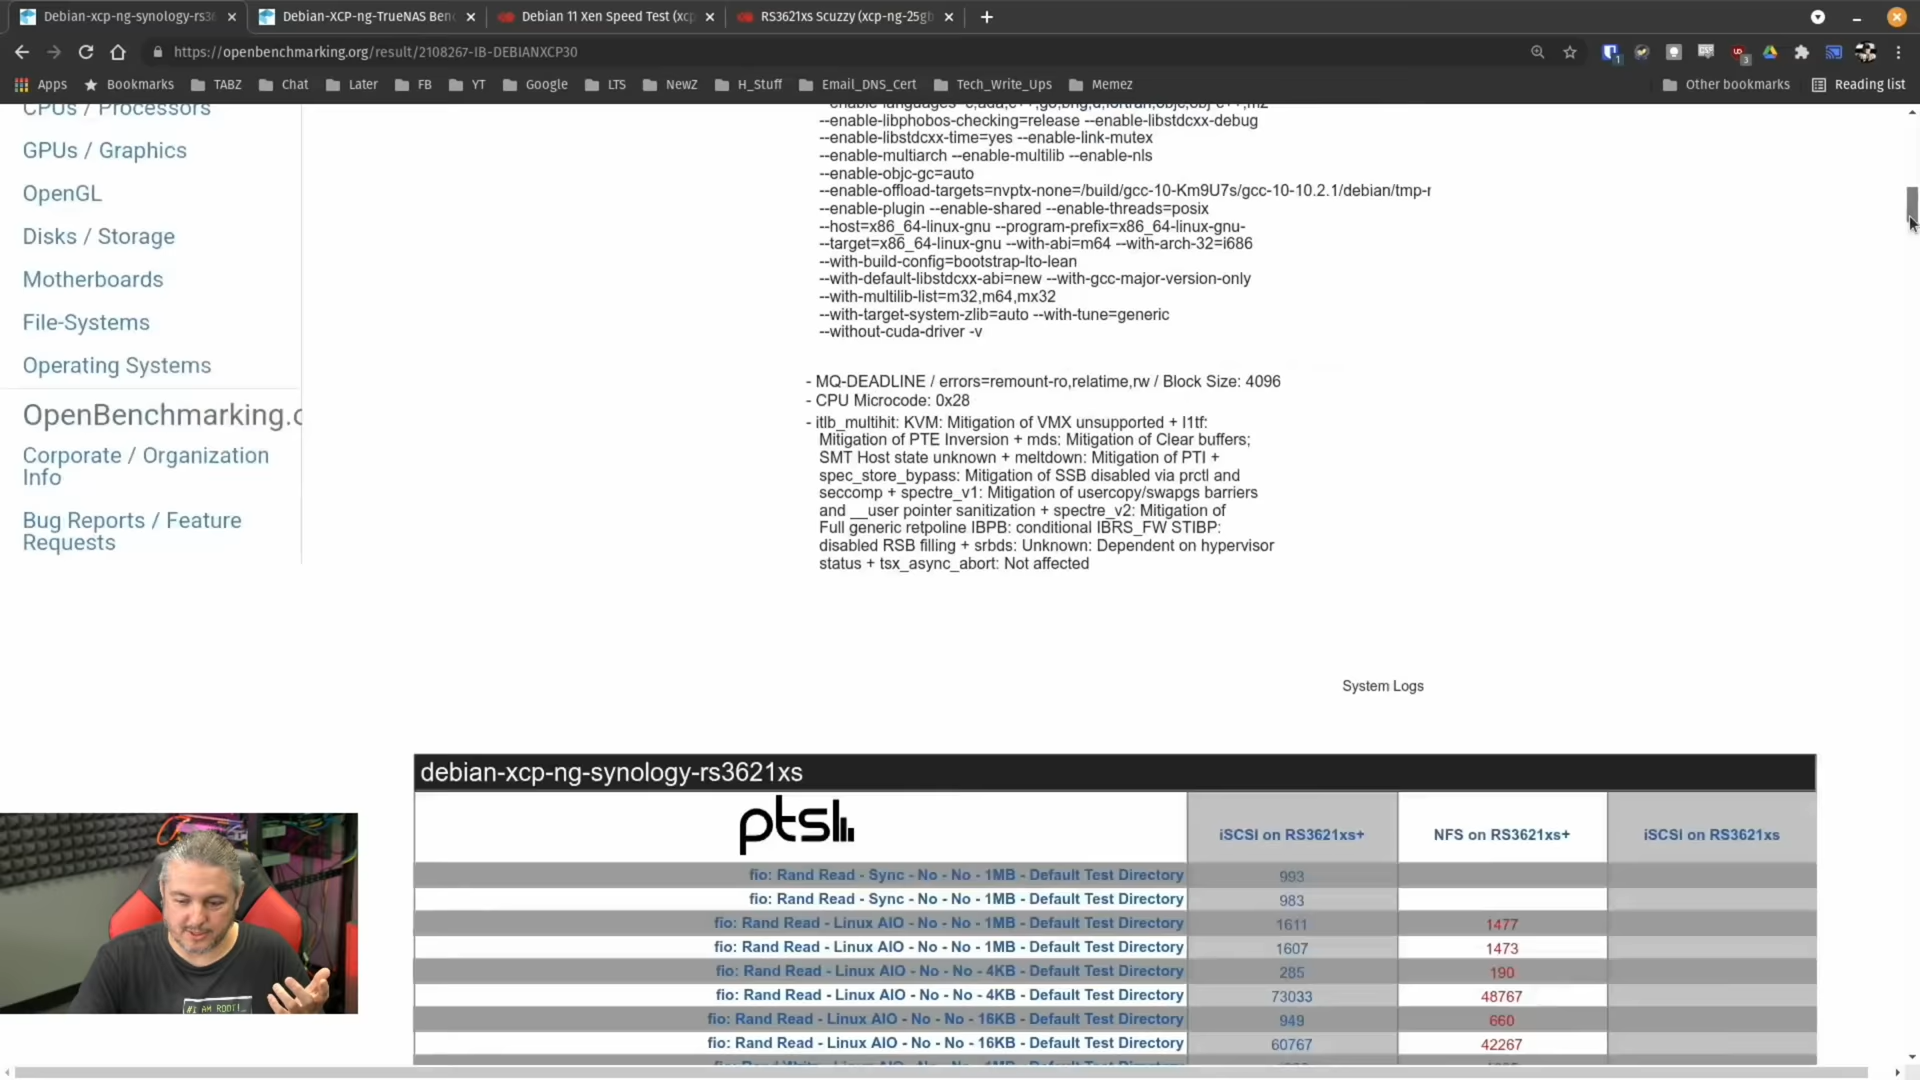 Debian-xcp-ng-synology-rs3
Debian-XCP-ng-TrueNAS Ben
Debian 11 Xen Speed Test (xcp
RS3621xs Scuzzy (xcp-ng-25gb
https://openbenchmarking.org/result/2108267-IB-DEBIANXCP30
Apps
Bookmarks
TABZ
Chat
Later
FB
YT
Google
LTS
NewZ
H_Stuff
Email_DNS_Cert
Tech_Write_Ups
Memez
Other bookmarks
Reading list
CPUs / Processors
GPUs / Graphics
OpenGL
Disks / Storage
Motherboards
File-Systems
Operating Systems
OpenBenchmarking.c
Corporate / Organization
Info
Bug Reports / Feature
Requests
--enable-libphobos-checking=release --enable-libstdcxx-debug
--enable-libstdcxx-time=yes --enable-link-mutex
--enable-multiarch --enable-multilib --enable-nls
--enable-objc-gc=auto
--enable-offload-targets=nvptx-none=/build/gcc-10-Km9U7s/gcc-10-10.2.1/debian/tmp-r
--enable-plugin --enable-shared --enable-threads=posix
--host=x86_64-linux-gnu --program-prefix=x86_64-linux-gnu-
--target=x86_64-linux-gnu --with-abi=m64 --with-arch-32=i686
--with-build-config=bootstrap-lto-lean
--with-default-libstdcxx-abi=new --with-gcc-major-version-only
--with-multilib-list=m32,m64,mx32
--with-target-system-zlib=auto --with-tune=generic
--without-cuda-driver -v
- MQ-DEADLINE / errors=remount-ro,relatime,rw / Block Size: 4096
- CPU Microcode: 0x28
- itlb_multihit: KVM: Mitigation of VMX unsupported + l1tf:
Mitigation of PTE Inversion + mds: Mitigation of Clear buffers;
SMT Host state unknown + meltdown: Mitigation of PTI +
spec_store_bypass: Mitigation of SSB disabled via prctl and
seccomp + spectre_v1: Mitigation of usercopy/swapgs barriers
and __user pointer sanitization + spectre_v2: Mitigation of
Full generic retpoline IBPB: conditional IBRS_FW STIBP:
disabled RSB filling + srbds: Unknown: Dependent on hypervisor
status + tsx_async_abort: Not affected
System Logs
debian-xcp-ng-synology-rs3621xs
ptsl
iSCSI on RS3621xs+
NFS on RS3621xs+
iSCSI on RS3621xs
fio: Rand Read - Sync - No - No - 1MB - Default Test Directory 993
fio: Rand Read - Sync - No - No - 1MB - Default Test Directory 983
fio: Rand Read - Linux AIO - No - No - 1MB - Default Test Directory 1611 1477
fio: Rand Read - Linux AIO - No - No - 1MB - Default Test Directory 1607 1473
fio: Rand Read - Linux AIO - No - No - 4KB - Default Test Directory 285 190
fio: Rand Read - Linux AIO - No - No - 4KB - Default Test Directory 73033 48767
fio: Rand Read - Linux AIO - No - No - 16KB - Default Test Directory 949 660
fio: Rand Read - Linux AIO - No - No - 16KB - Default Test Directory 60767 42267
#I AM ROOT!